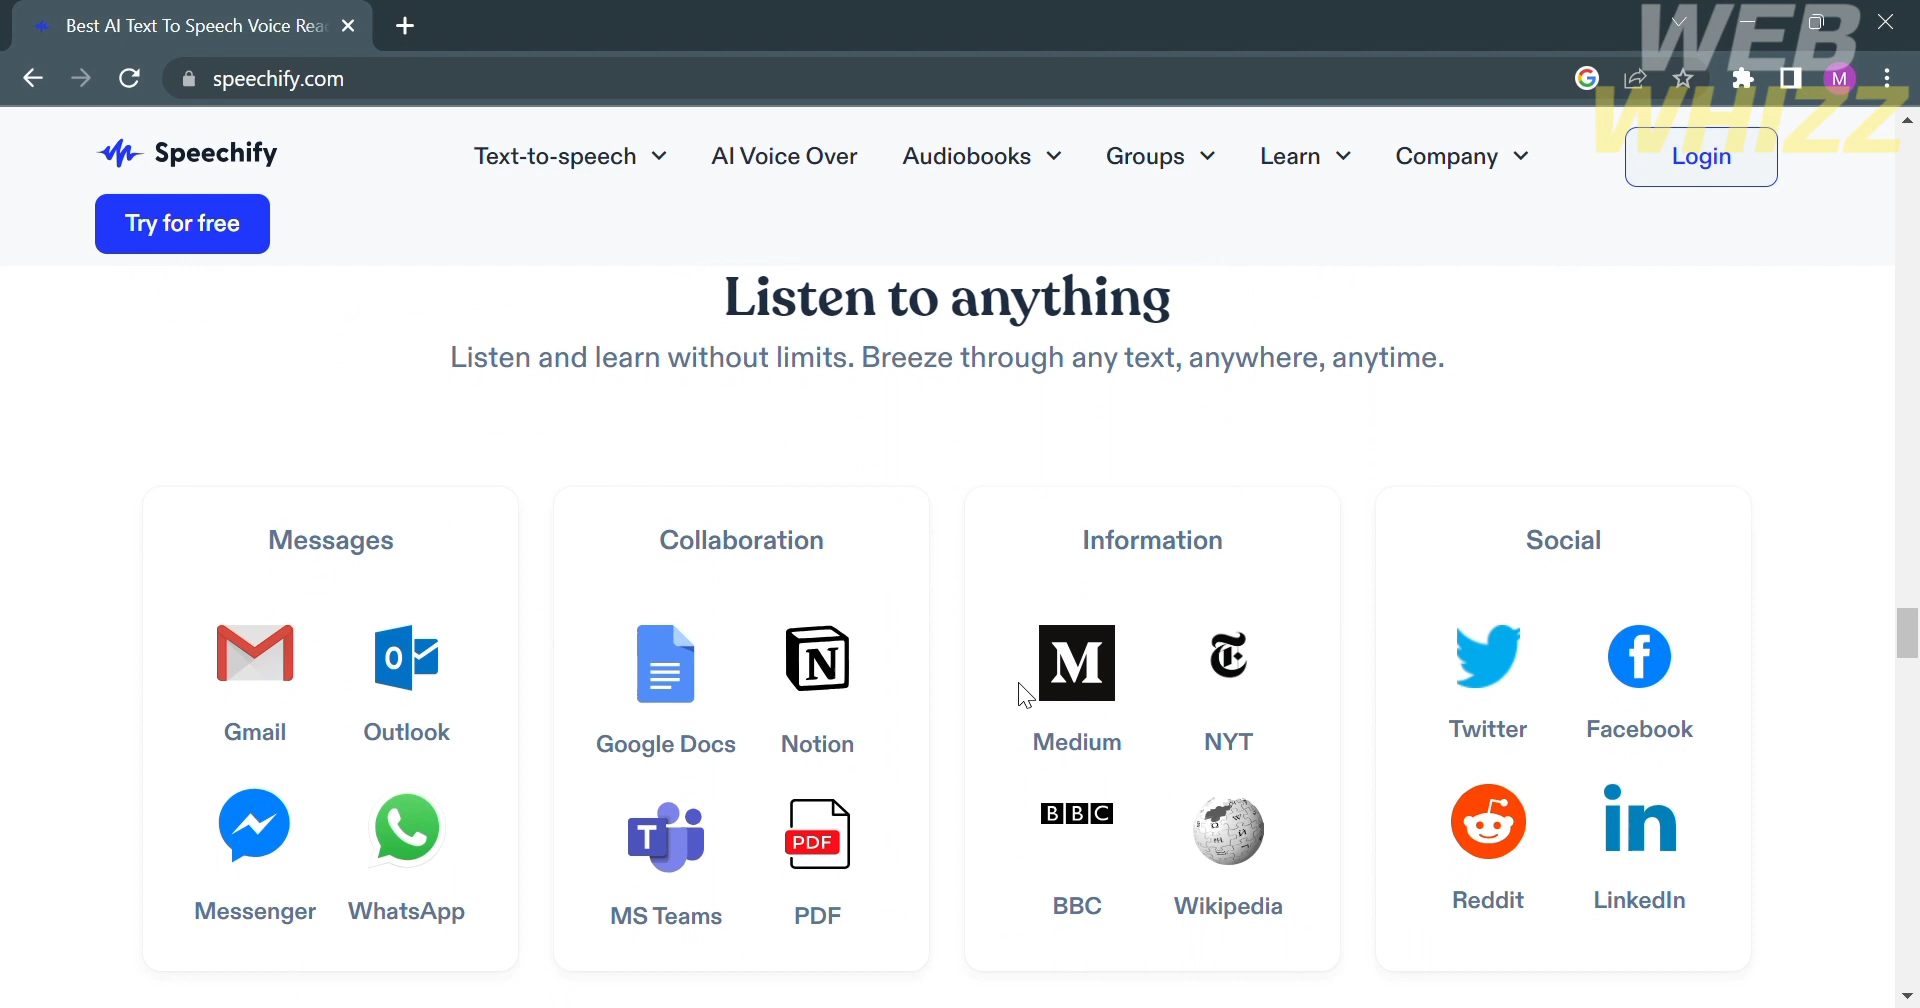 Best AI Text To Speech Voice Rea
speechify.com
M
WEB
WHIZZ
Speechify
Text-to-speech
AI Voice Over
Audiobooks
Groups
Learn
Company
Login
Try for free
Listen to anything
Listen and learn without limits. Breeze through any text, anywhere, anytime.
Messages
Gmail
Outlook
Messenger
WhatsApp
Collaboration
Google Docs
Notion
MS Teams
PDF
PDF
Information
Medium
NYT
BBC
BBC
Wikipedia
Social
Twitter
Facebook
Reddit
LinkedIn